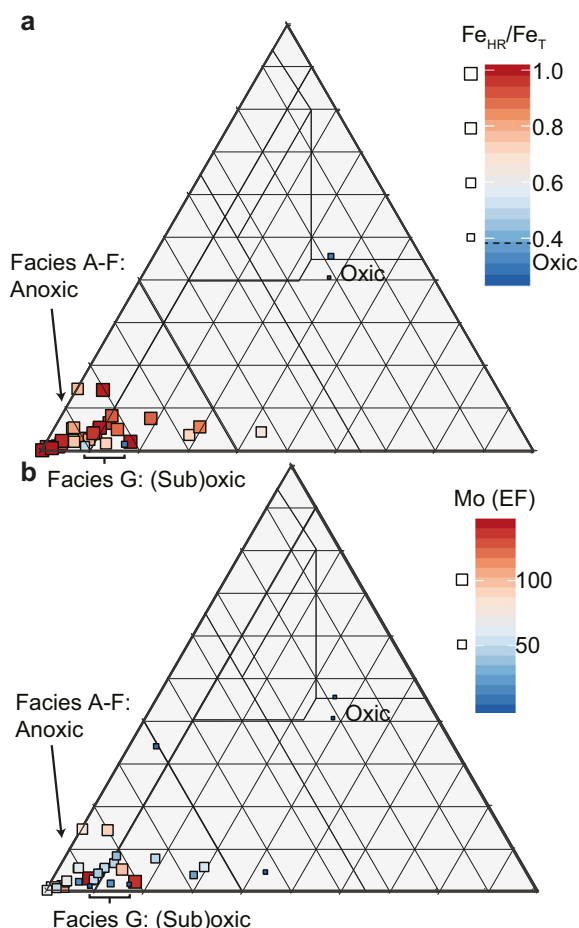 a
Fe_HR/Fe_T
1.0
0.8
0.6
0.4
Oxic
Facies A-F:
Anoxic
Oxic
Facies G: (Sub)oxic
b
Mo (EF)
100
50
Facies A-F:
Anoxic
Oxic
Facies G: (Sub)oxic